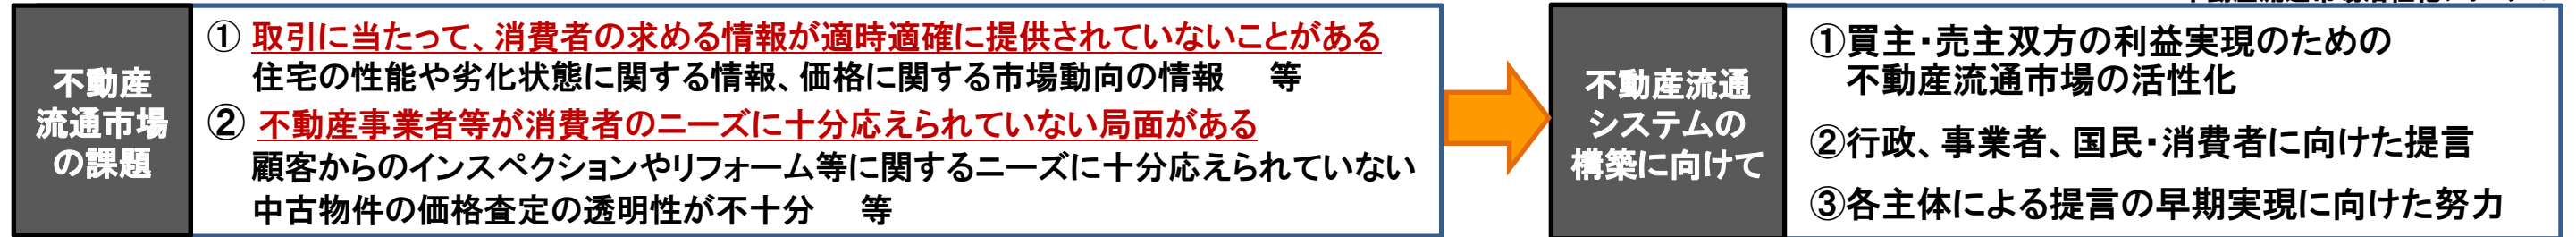 不動産
流通市場
の課題
① 取引に当たって、消費者の求める情報が適時適確に提供されていないことがある
住宅の性能や劣化状態に関する情報、価格に関する市場動向の情報　等
② 不動産事業者等が消費者のニーズに十分応えられていない局面がある
顧客からのインスペクションやリフォーム等に関するニーズに十分応えられていない
中古物件の価格査定の透明性が不十分　等
不動産流通
システムの
構築に向けて
①買主・売主双方の利益実現のための
不動産流通市場の活性化
②行政、事業者、国民・消費者に向けた提言
③各主体による提言の早期実現に向けた努力